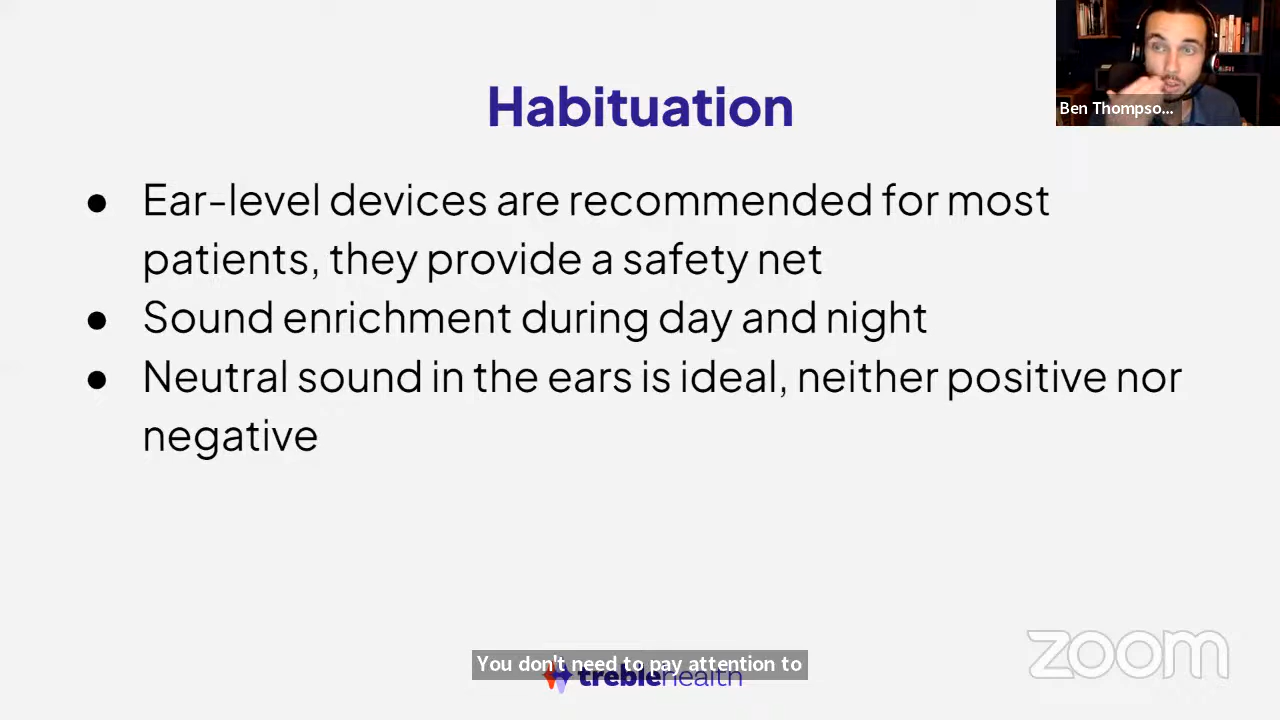 Habituation
Ben Thompso...
● Ear-level devices are recommended for most
patients, they provide a safety net
● Sound enrichment during day and night
● Neutral sound in the ears is ideal, neither positive nor
negative
You don't need to pay attention to
treblehealth
zoom